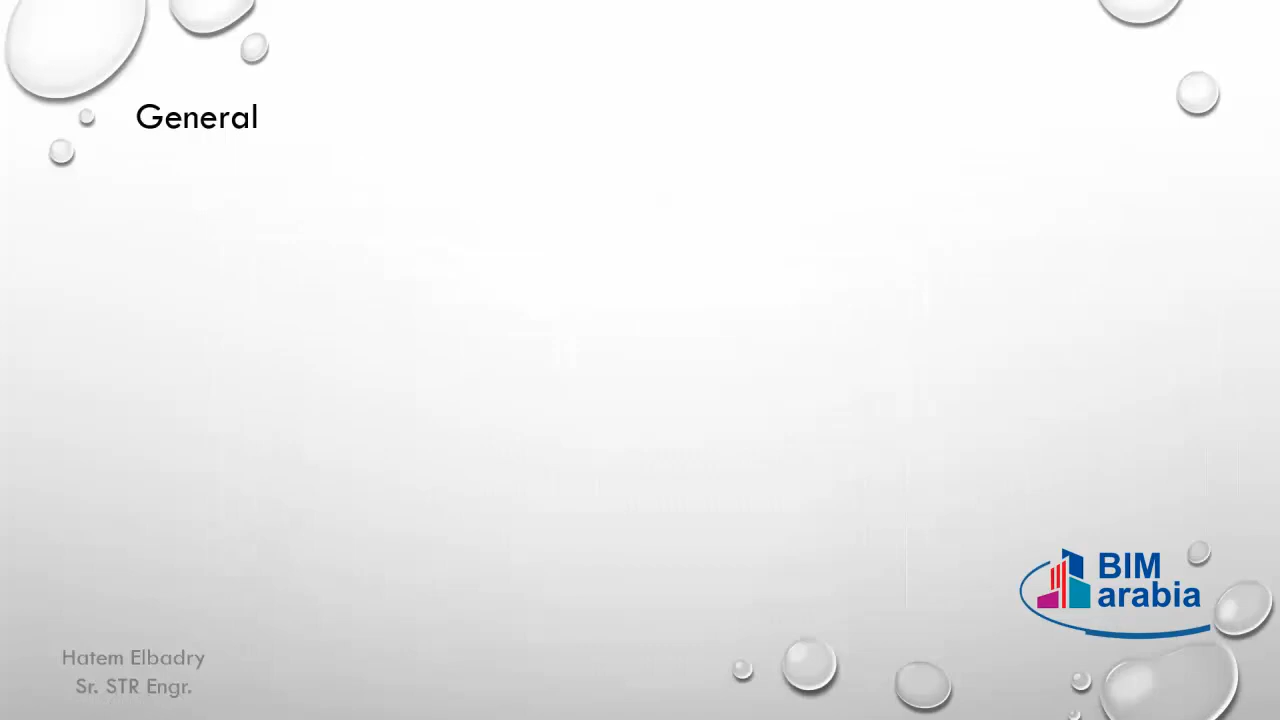 General
BIM
arabia
Hatem Elbadry
Sr. STR Engr.